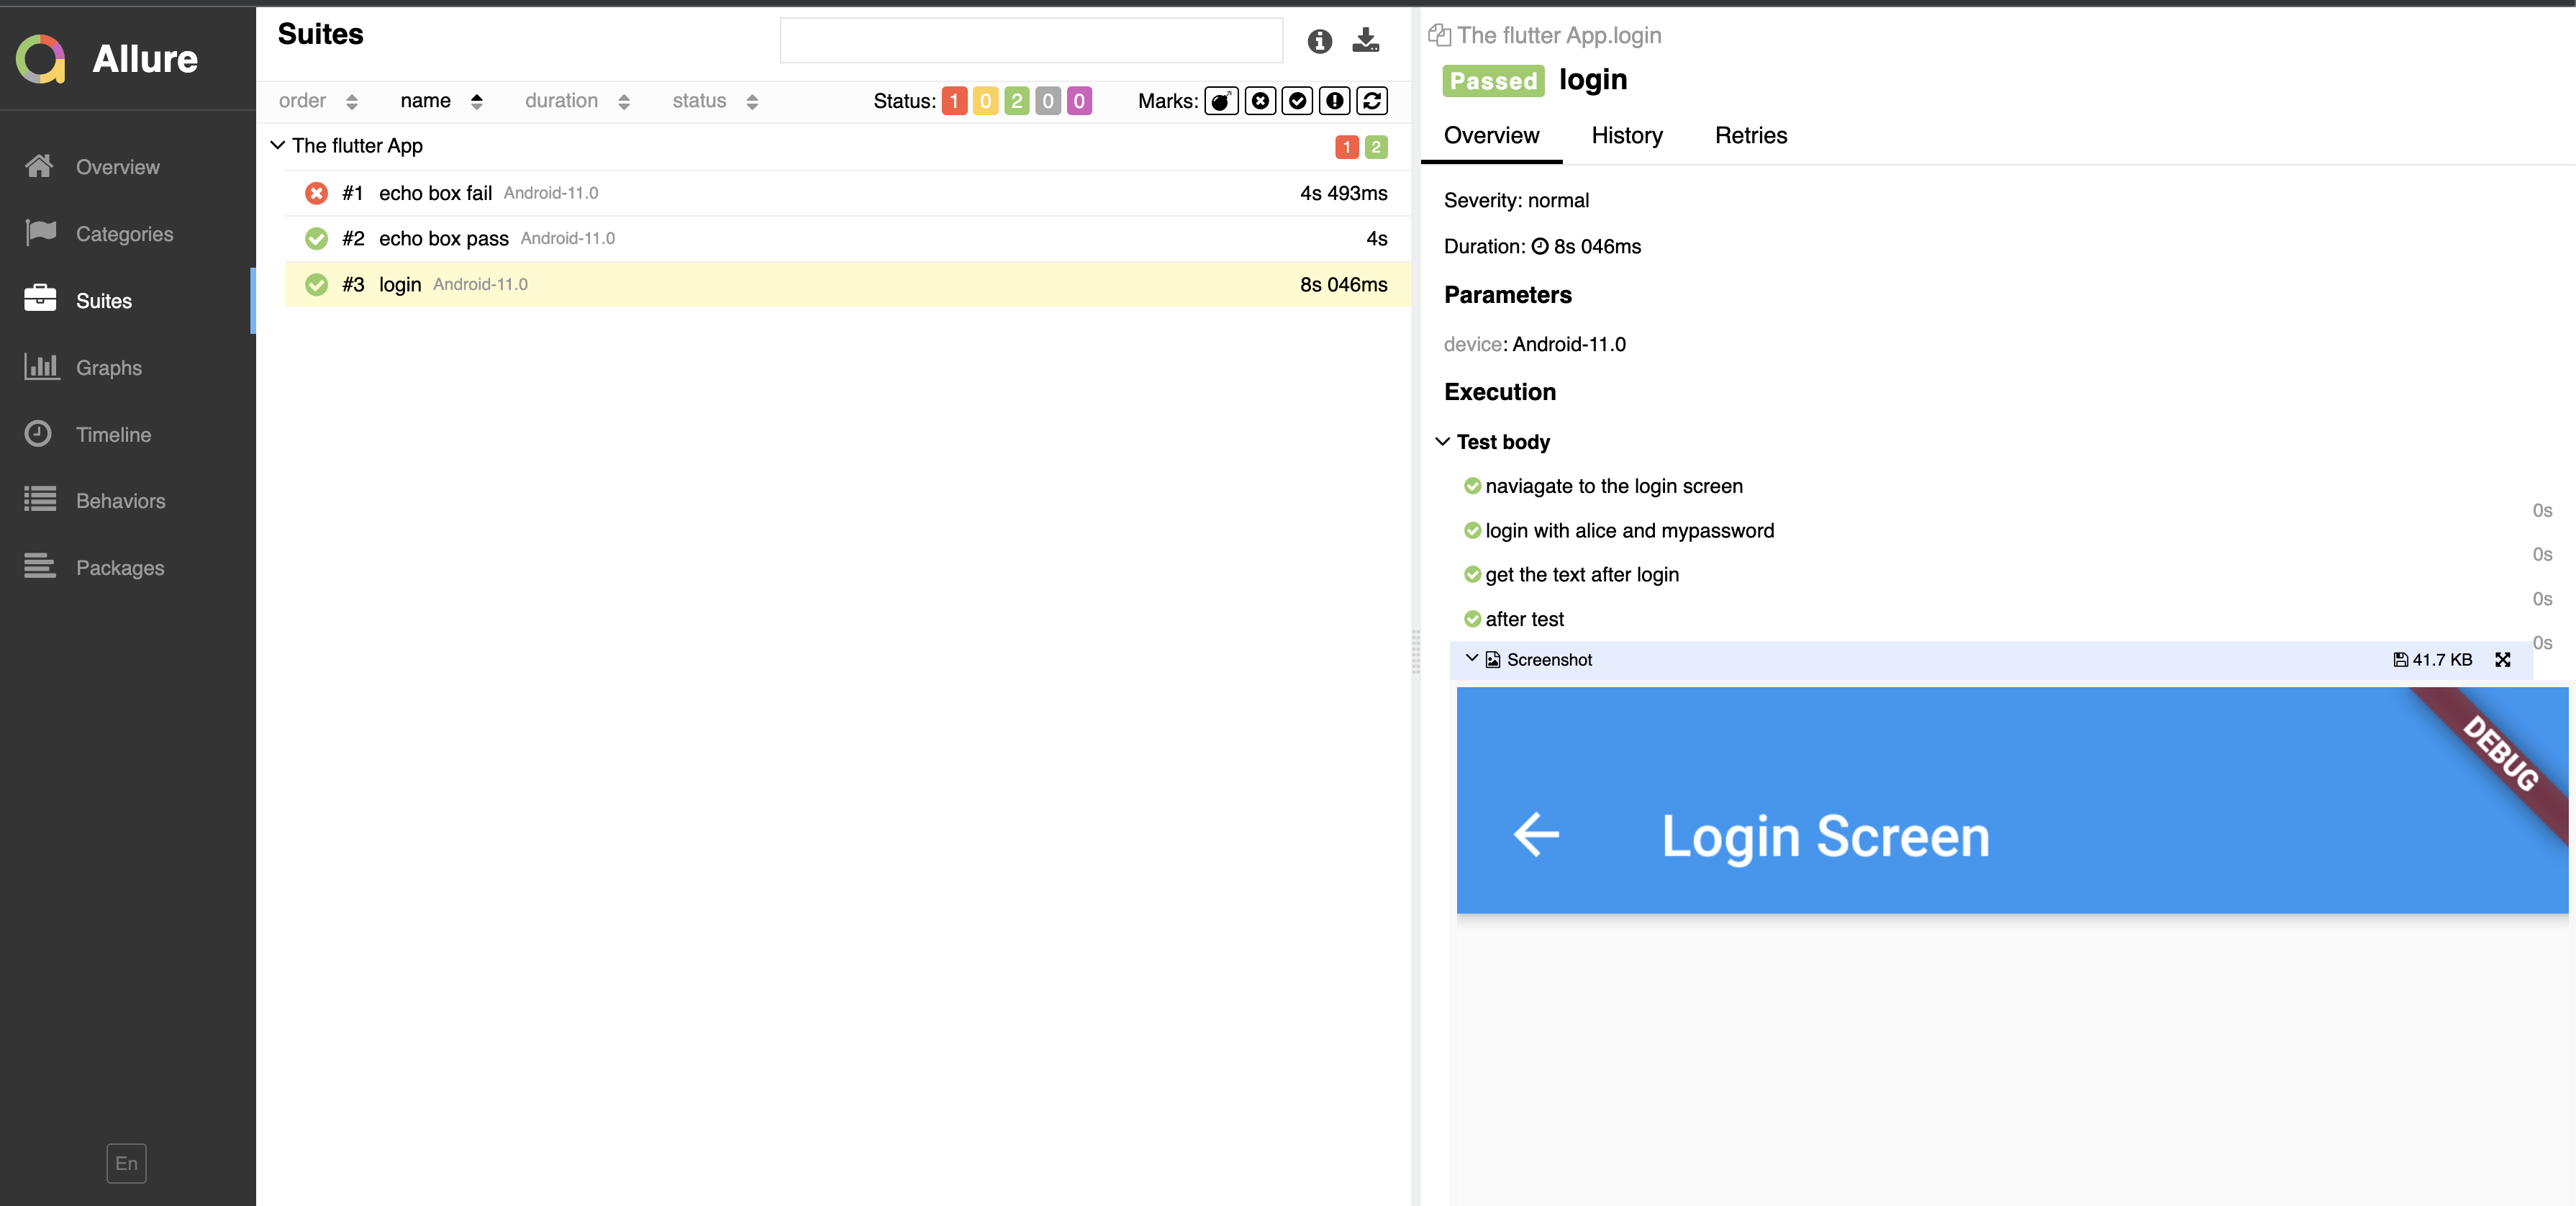 Allure
Overview
Categories
Suites
Graphs
Timeline
Behaviors
Packages
En
Suites
order name duration status Status: 1 0 2 0 0 Marks:
The flutter App 1 2
#1 echo box fail Android-11.0 4s 493ms
#2 echo box pass Android-11.0 4s
#3 login Android-11.0 8s 046ms
The flutter App.login
Passed login
Overview History Retries
Severity: normal
Duration: 8s 046ms
Parameters
device: Android-11.0
Execution
Test body
naviagate to the login screen
0s
login with alice and mypassword
0s
get the text after login
0s
after test
0s
Screenshot 41.7 KB
DEBUG
Login Screen